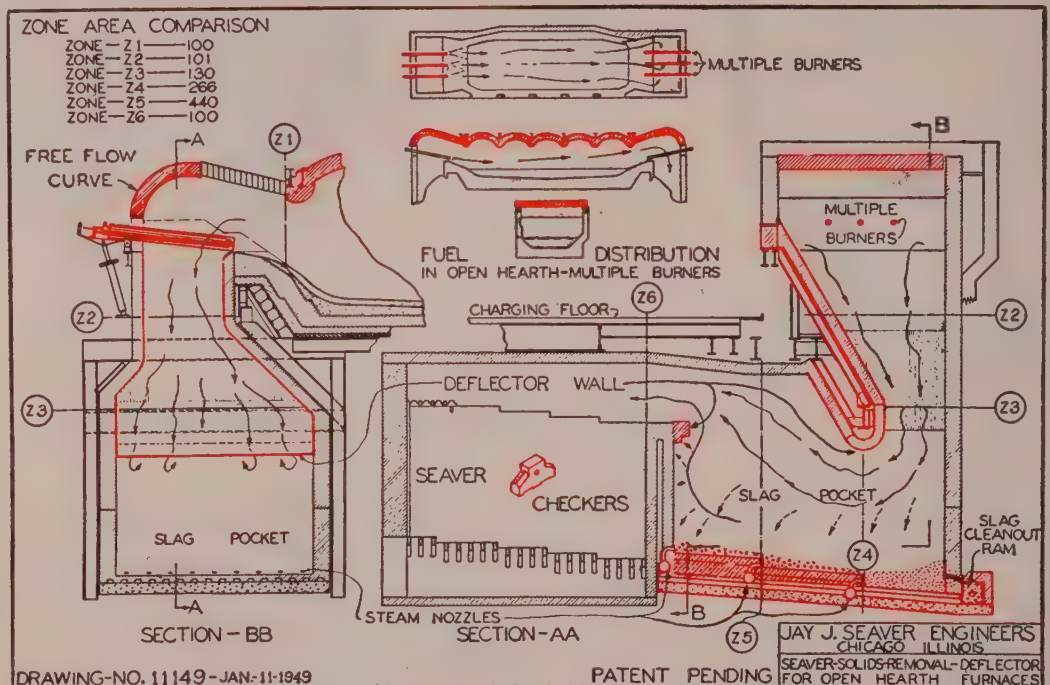 ZONE AREA COMPARISON
ZONE-Z1-100
ZONE-Z2-101
ZONE-Z3-130
ZONE-Z4-266
ZONE-Z5-440
ZONE-Z6-100
A
Z1
FREE FLOW
CURVE
MULTIPLE BURNERS
B
MULTIPLE
BURNERS
FUEL DISTRIBUTION
IN OPEN HEARTH-MULTIPLE BURNERS
Z6
CHARGING FLOOR
Z2
Z2
DEFLECTOR WALL
Z3
Z3
SEAVER
CHECKERS
SLAG POCKET
SLAG POCKET
SLAG
CLEANOUT
RAM
Z4
A
B
STEAM NOZZLES
Z5
SECTION-BB
SECTION-AA
JAY J. SEAVER ENGINEERS
CHICAGO ILLINOIS
SEAVER-SOLIDS-REMOVAL-DEFLECTOR
FOR OPEN HEARTH FURNACES
DRAWING-NO. 11149-JAN.-11-1949
PATENT PENDING